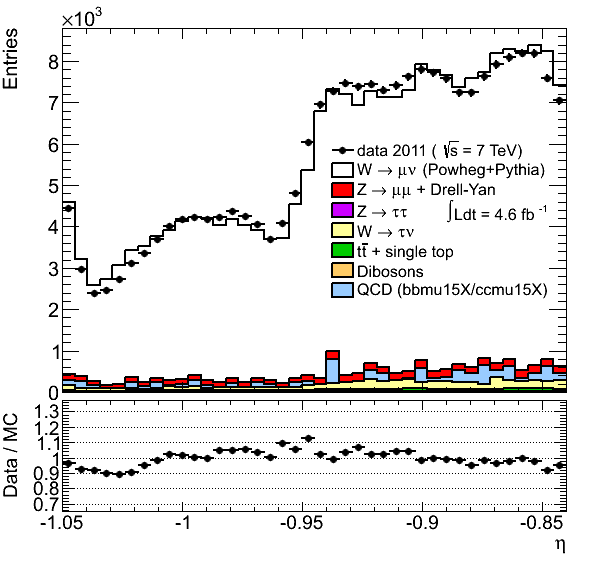 ×10³
Entries
8
7
6
5
4
3
2
1
0
data 2011 ( √s = 7 TeV)
W → μν (Powheg+Pythia)
Z → μμ + Drell-Yan
Z → ττ
∫Ldt = 4.6 fb⁻¹
W → τν
tt̄ + single top
Dibosons
QCD (bbmu15X/ccmu15X)
Data / MC
1.3
1.2
1.1
1
0.9
0.8
0.7
-1.05 -1 -0.95 -0.9 -0.85
η